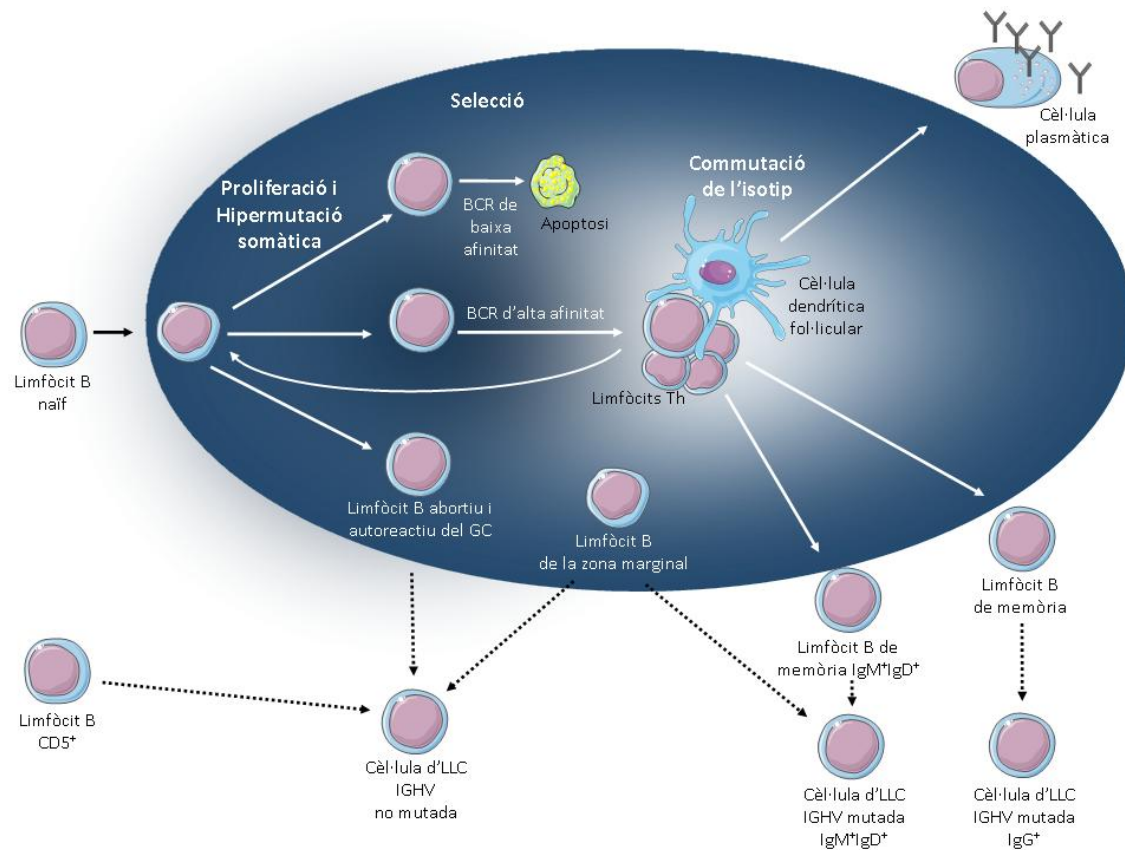 Selecció
Cèl·lula
plasmàtica
Commutació
de l'isotip
Proliferació i
Hipermutació
somàtica
BCR de
baixa
afinitat
Apoptosi
Cèl·lula
dendrítica
fol·licular
BCR d'alta afinitat
Limfòcit B
naïf
Limfòcits Th
Limfòcit B abortiu i
autoreactiu del GC
Limfòcit B
de la zona marginal
Limfòcit B
de memòria
Limfòcit B de
memòria IgM⁺IgD⁺
Limfòcit B
CD5⁺
Cèl·lula d'LLC
IGHV
no mutada
Cèl·lula d'LLC
IGHV mutada
IgM⁺IgD⁺
Cèl·lula d'LLC
IGHV mutada
IgG⁺